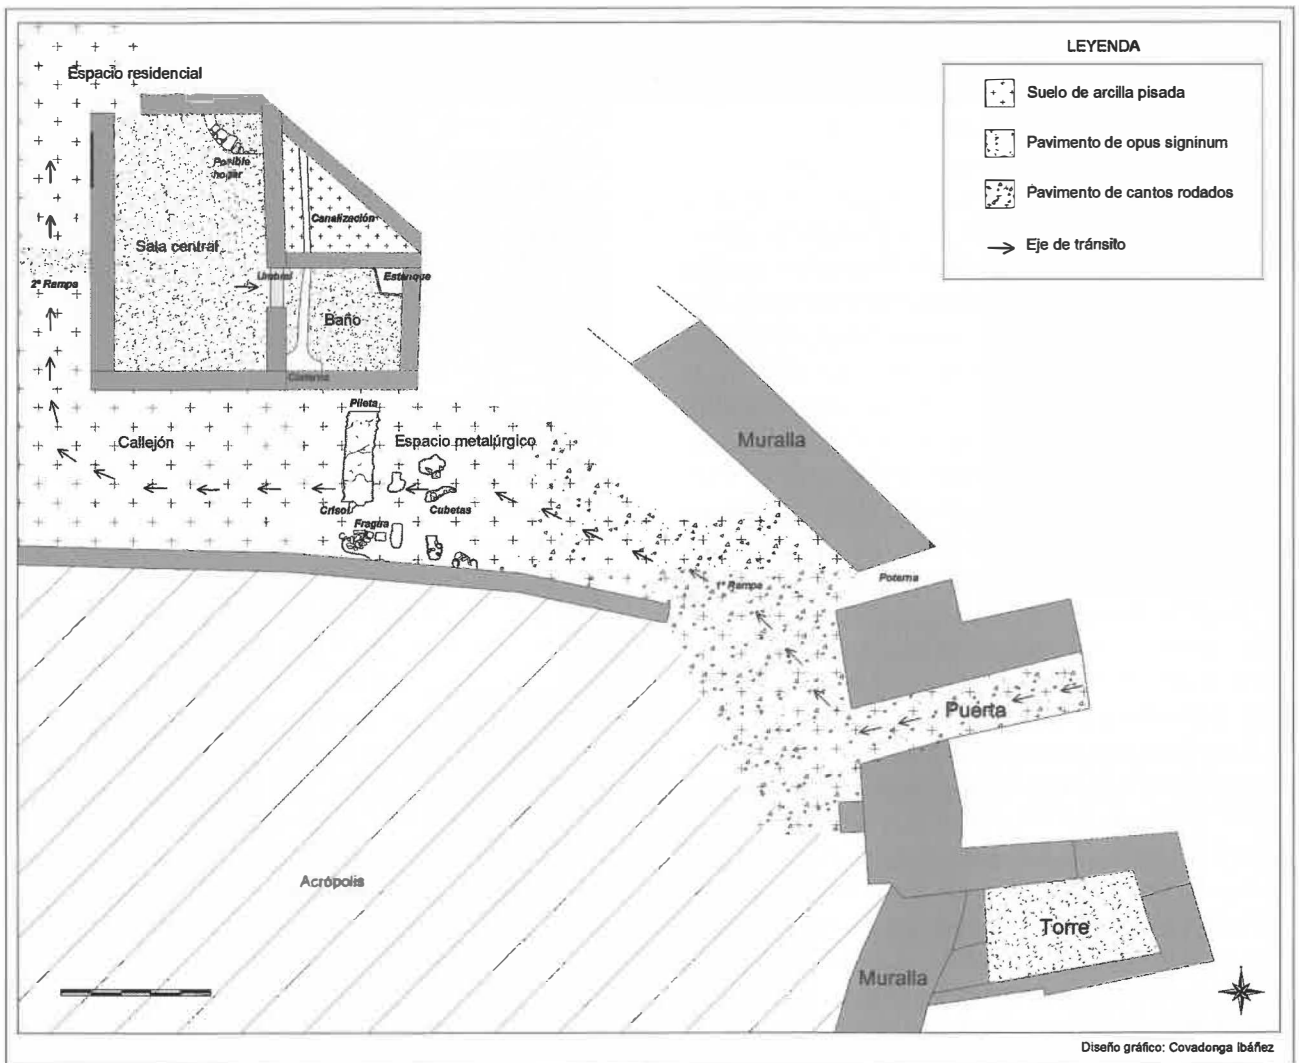 LEYENDA
Suelo de arcilla pisada
Pavimento de opus signinum
Pavimento de cantos rodados
Eje de tránsito
Espacio residencial
Posible
hogar
Canalización
Sala central
Umbral
Estanque
2ª Rampa
Baño
Cisterna
Pileta
Callejón
Espacio metalúrgico
Muralla
Crisol
Cubetas
Fragua
1ª Rampa
Poterna
Puerta
Acrópolis
Torre
Muralla
Diseño gráfico: Covadonga Ibáñez